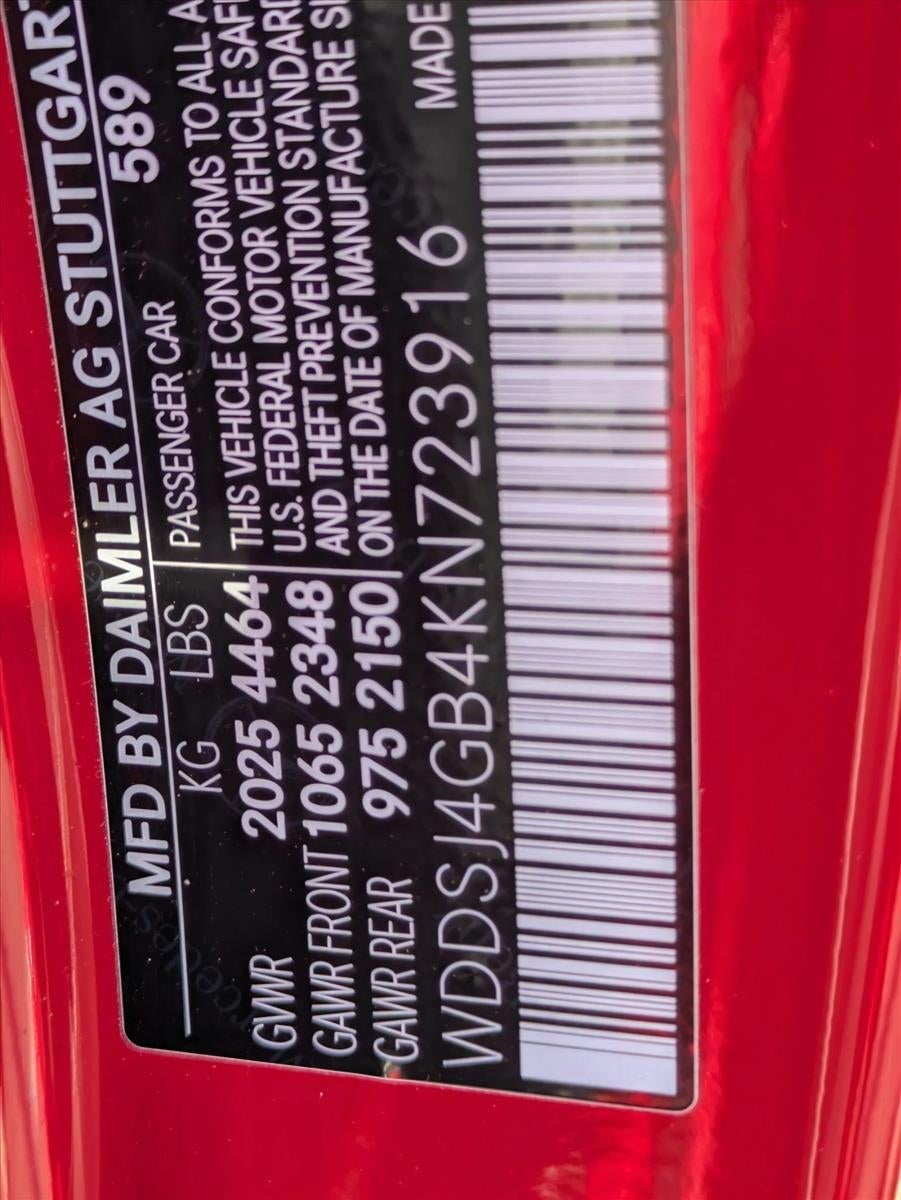 MFD BY DAIMLER AG STUTTGART
589
KG LBS PASSENGER CAR
GVWR 2025 4464 THIS VEHICLE CONFORMS TO ALL A
GAWR FRONT 1065 2348 U.S. FEDERAL MOTOR VEHICLE SAFE
GAWR REAR 975 2150 AND THEFT PREVENTION STANDARD
ON THE DATE OF MANUFACTURE S
MADE
WDDSJ4GB4KN723916